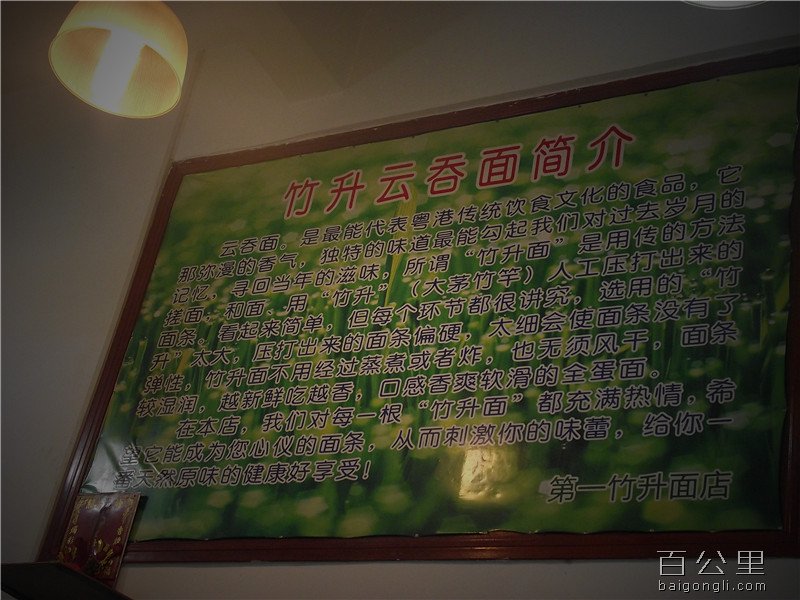 竹升云吞面简介
云吞面。是最能代表粤港传统饮食文化的食品，它
那弥漫的香气，独特的味道最能勾起我们对过去岁月的
记忆，寻回当年的滋味，所谓“竹升面”是用传的方法
搓面、和面、用“竹升”（大茅竹竿）人工压打出来的
面条。看起来简单，但每个环节都很讲究，选用的“竹
升”太大，压打出来的面条偏硬，太细会使面条没有了
弹性，竹升面不用经过蒸煮或者炸，也无须风干，面条
较湿润，越新鲜吃越香，口感香爽软滑的全蛋面。
在本店，我们对每一根“竹升面”都充满热情，希
望它能成为您心仪的面条，从而刺激你的味蕾，给你一
番天然原味的健康好享受！
第一竹升面店
百公里
baigongli.com